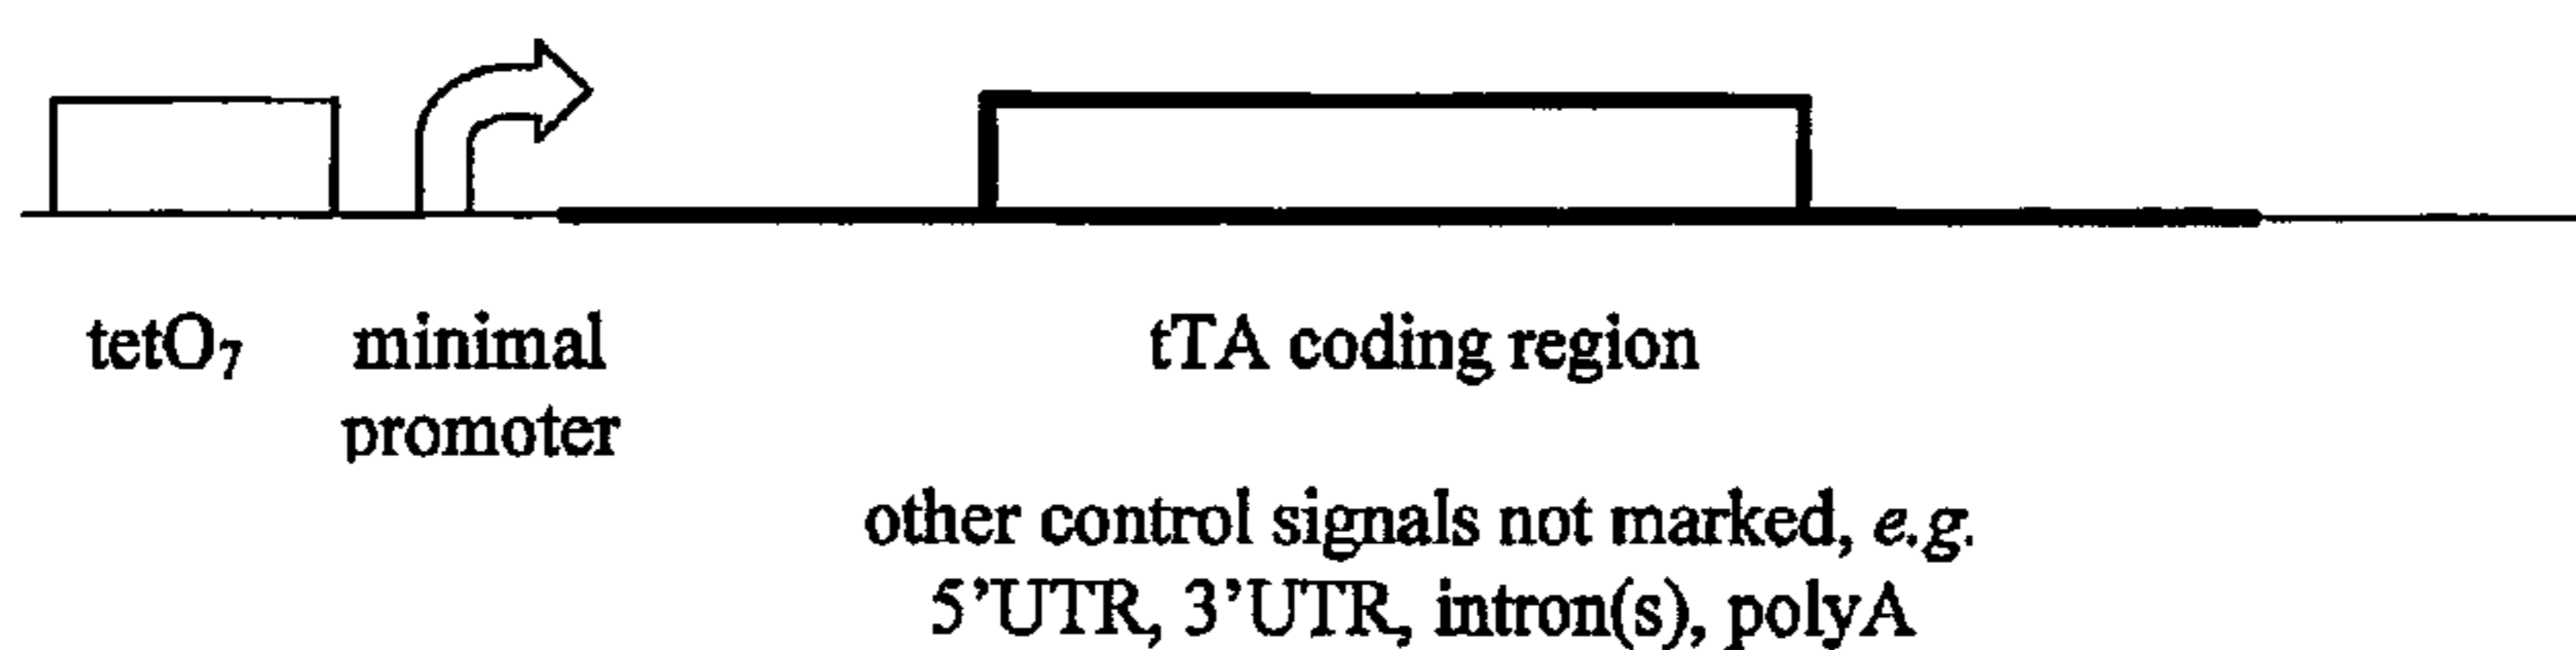 tetO₇ minimal promoter tTA coding region
other control signals not marked, e.g.
5’UTR, 3’UTR, intron(s), polyA